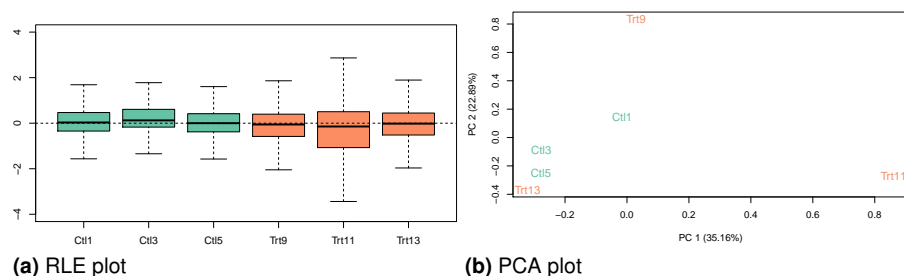 4
2
0
−2
−4
Ctl1 Ctl3 Ctl5 Trt9 Trt11 Trt13
(a) RLE plot
PC 2 (22.89%)
0.8
0.6
0.4
0.2
0.0
−0.2
−0.4
Trt9
Ctl1
Ctl3
Ctl5
Trt13
Trt11
−0.2 0.0 0.2 0.4 0.6 0.8
PC 1 (35.16%)
(b) PCA plot